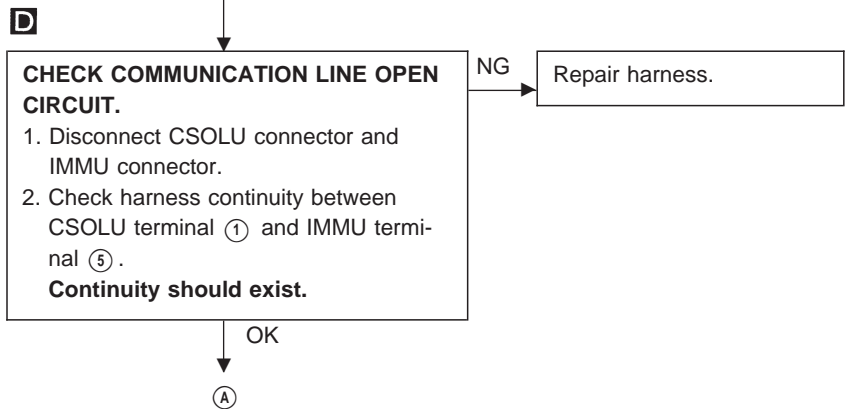 D
CHECK COMMUNICATION LINE OPEN
CIRCUIT.
1. Disconnect CSOLU connector and
IMMU connector.
2. Check harness continuity between
CSOLU terminal ① and IMMU termi-
nal ⑤ .
Continuity should exist.
NG
Repair harness.
OK
Ⓐ